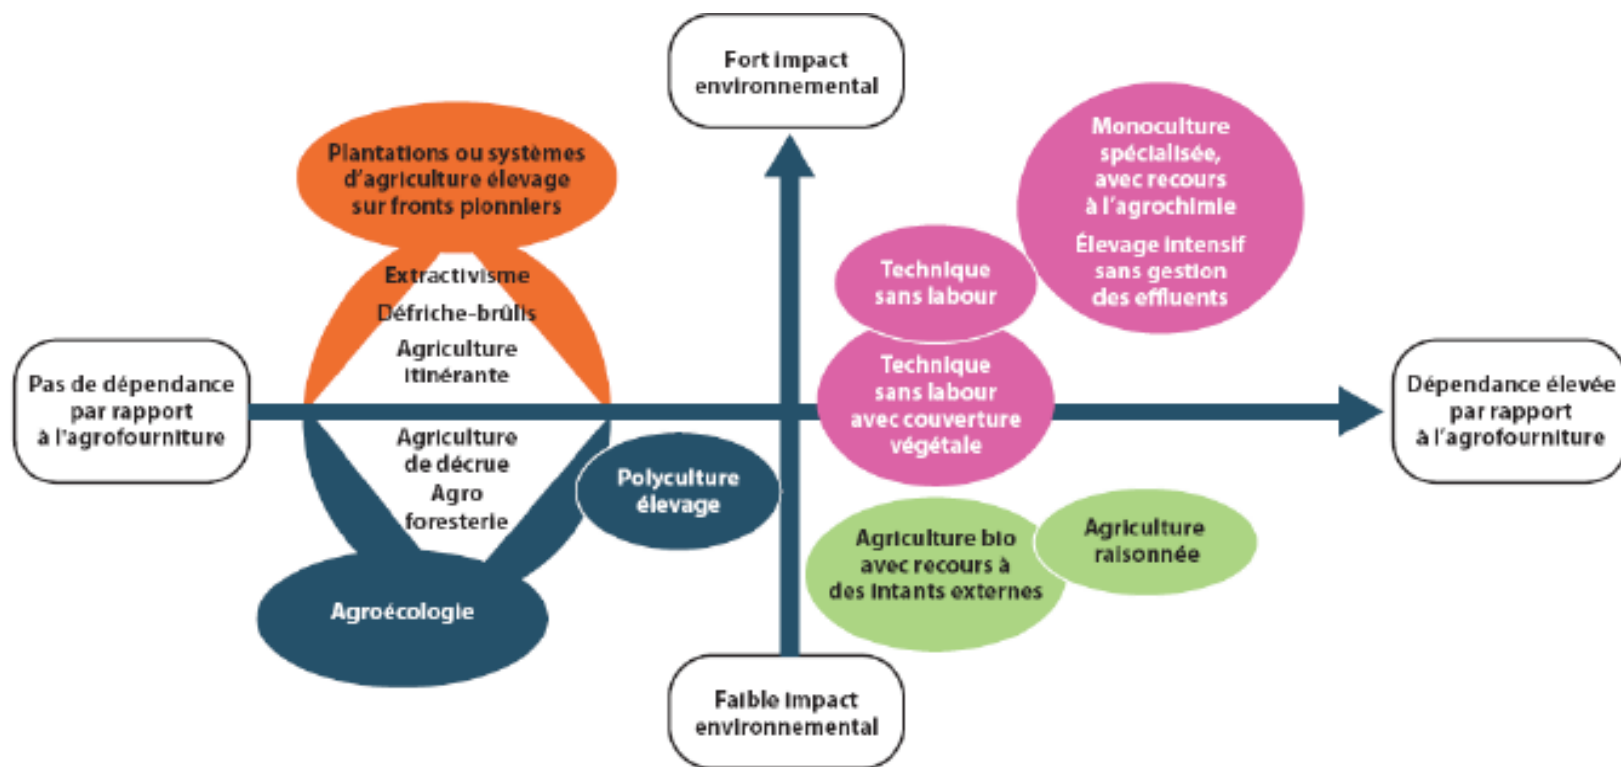 Fort impact
environnemental
Plantations ou systèmes
d'agriculture élevage
sur fronts pionniers
Extractivisme
Défriche-brûlis
Agriculture
itinérante
Monoculture
spécialisée,
avec recours
à l'agrochimie
Élevage intensif
sans gestion
des effluents
Technique
sans labour
Technique
sans labour
avec couverture
végétale
Pas de dépendance
par rapport
à l'agrofourniture
Dépendance élevée
par rapport
à l'agrofourniture
Agriculture
de décrue
Agro
foresterie
Polyculture
élevage
Agroécologie
Agriculture bio
avec recours à
des intants externes
Agriculture
raisonnée
Faible impact
environnemental